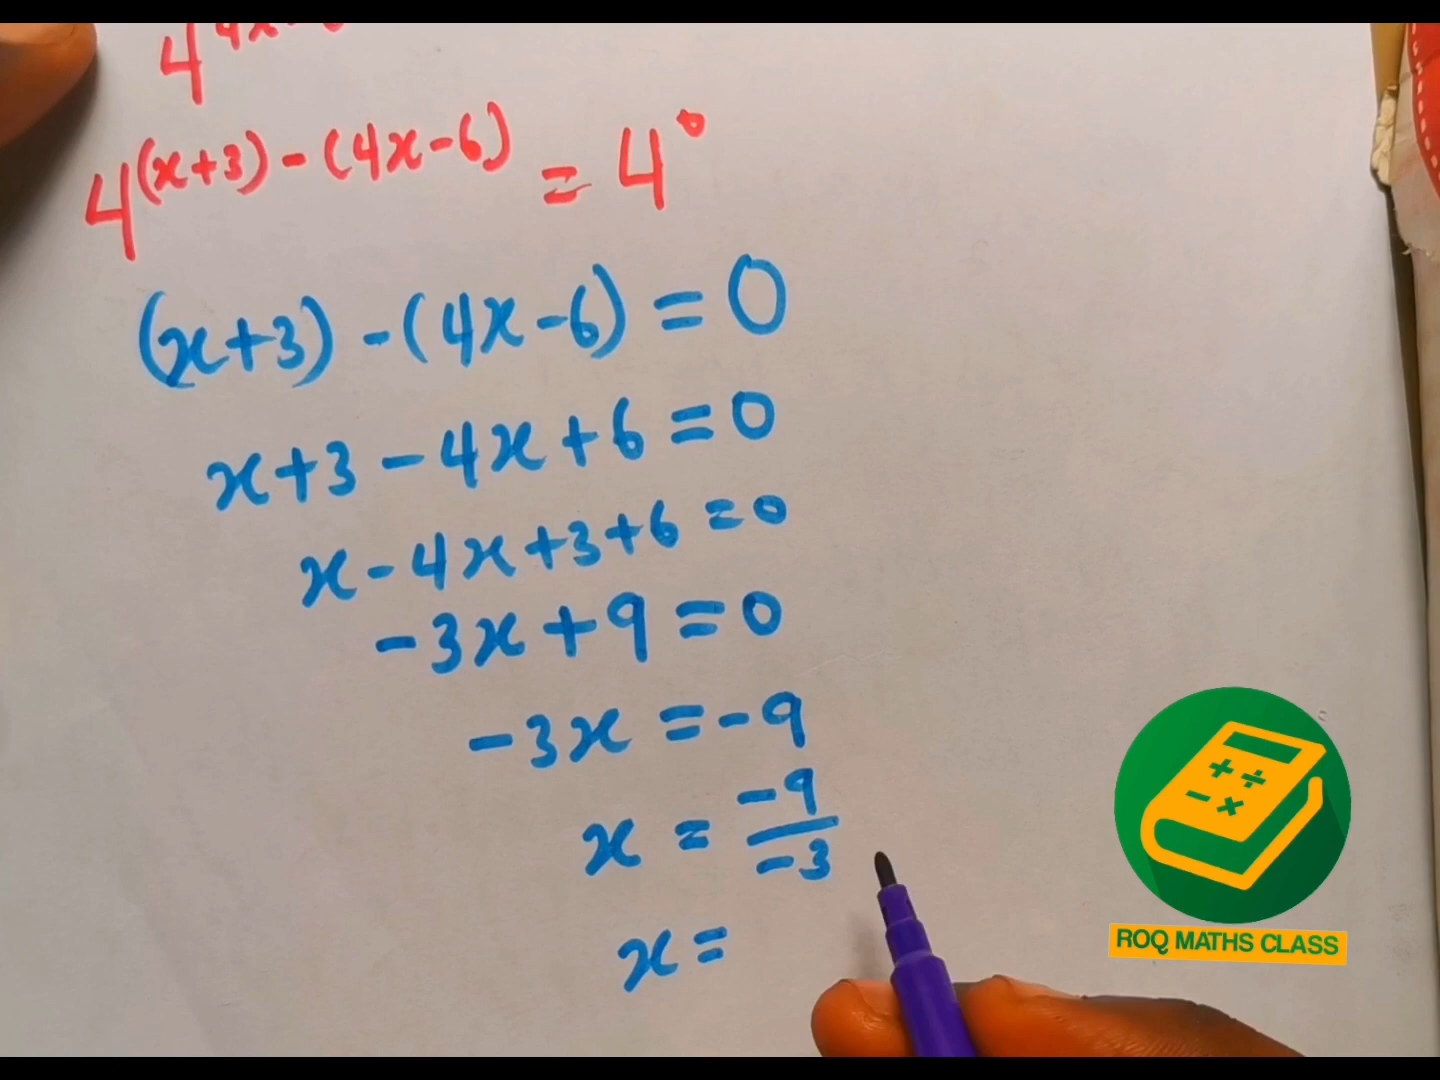 4^(x+3)-(4x-6) = 4^0
(x+3)-(4x-6)=0
x+3-4x+6=0
x-4x+3+6=0
-3x+9=0
-3x=-9
x = -9/-3
x=
ROQ MATHS CLASS